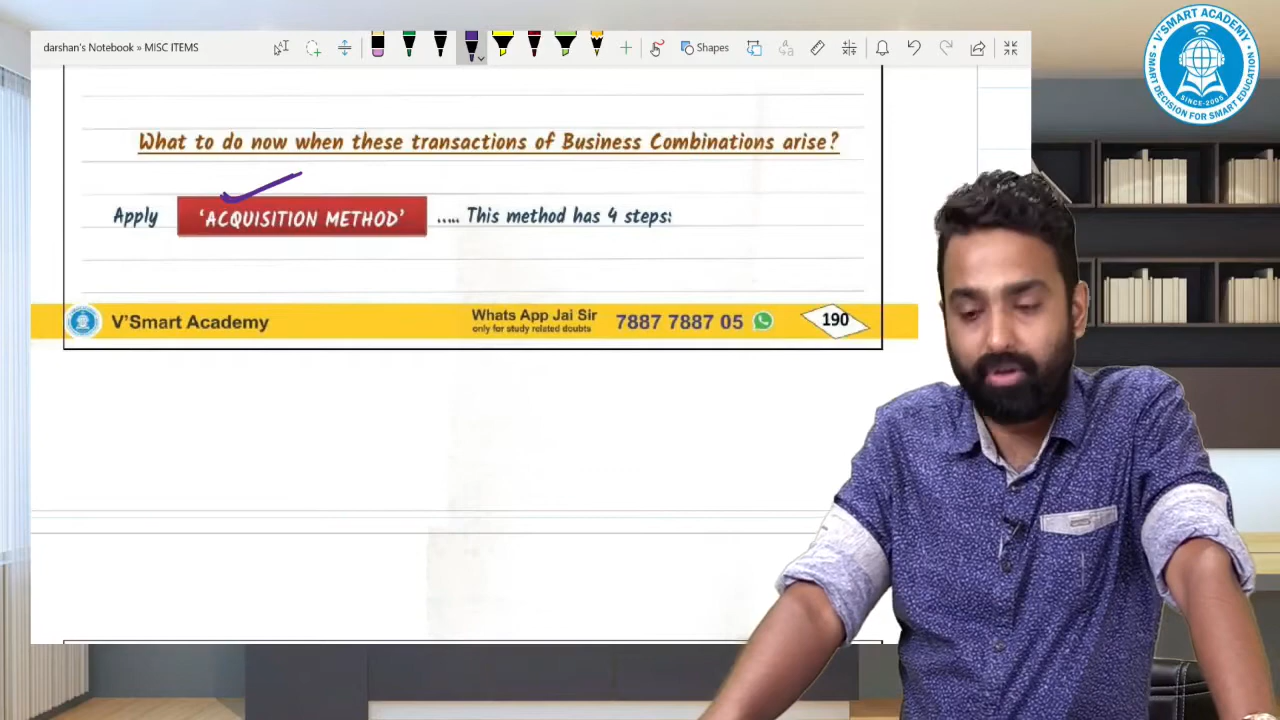 darshan's Notebook » MISC ITEMS
Shapes
V'SMART ACADEMY
SMART DECISION FOR SMART EDUCATION
SINCE-2005
What to do now when these transactions of Business Combinations arise?
Apply 'ACQUISITION METHOD' ..... This method has 4 steps:
V'Smart Academy
Whats App Jai Sir
only for study related doubts
7887 7887 05
190